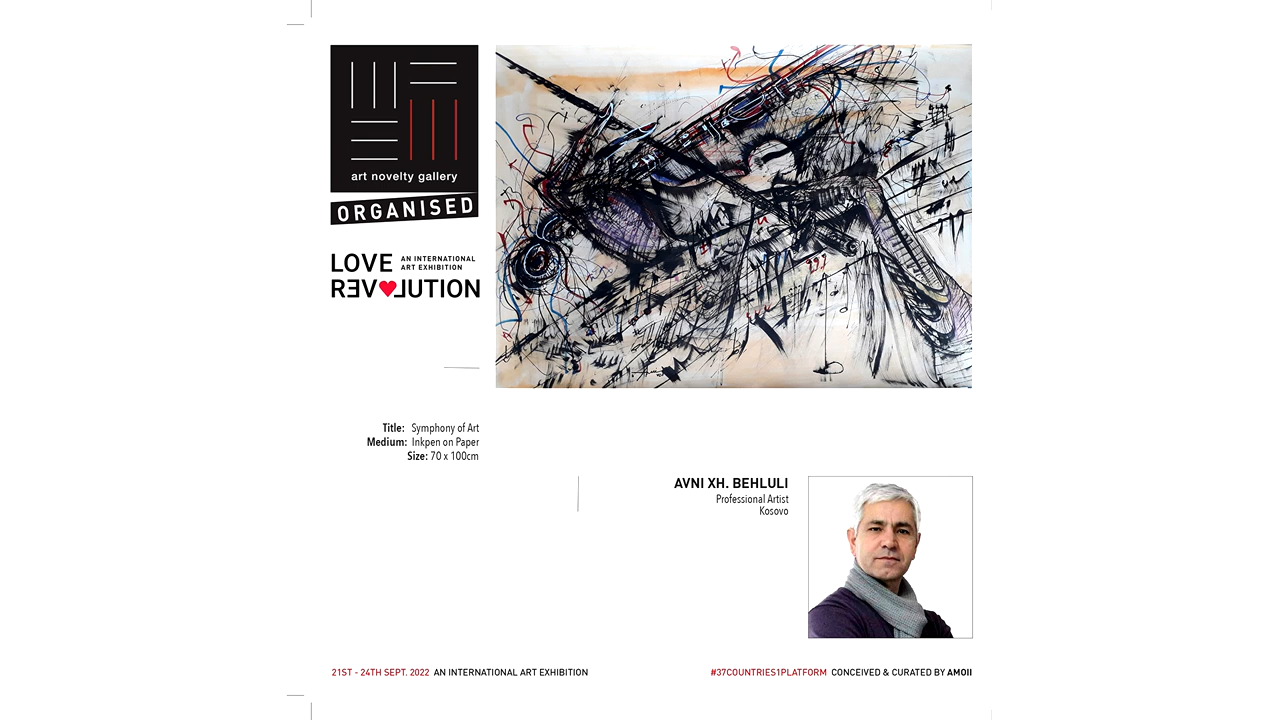 art novelty gallery
ORGANISED
LOVE
AN INTERNATIONAL
ART EXHIBITION
REV♥LUTION
Title: Symphony of Art
Medium: Inkpen on Paper
Size: 70 x 100cm
AVNI XH. BEHLULI
Professional Artist
Kosovo
21ST - 24TH SEPT. 2022 AN INTERNATIONAL ART EXHIBITION
#37COUNTRIES1PLATFORM CONCEIVED & CURATED BY AMOII